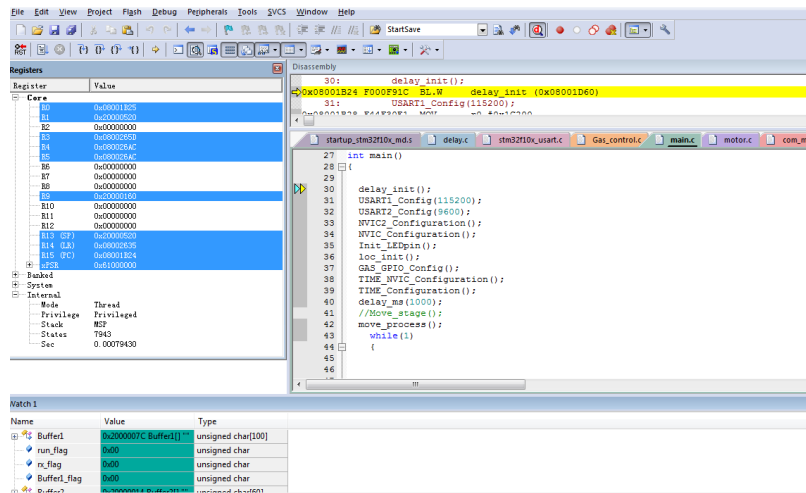 File Edit View Project Flash Debug Peripherals Tools SVCS Window Help
StartSave
Registers
Register Value
Core
R0 0x08001B25
R1 0x20000520
R2 0x00000000
R3 0x0800265D
R4 0x080026AC
R5 0x080026AC
R6 0x00000000
R7 0x00000000
R8 0x00000000
R9 0x20000160
R10 0x00000000
R11 0x00000000
R12 0x00000000
R13 (SP) 0x20000520
R14 (LR) 0x08002635
R15 (PC) 0x08001B24
xPSR 0x61000000
Banked
System
Internal
Mode Thread
Privilege Privileged
Stack MSP
States 7943
Sec 0.00079430
Disassembly
30: delay_init();
0x08001B24 F000F91C BL.W delay_init (0x08001D60)
31: USART1_Config(115200);
startup_stm32f10x_md.s delay.c stm32f10x_usart.c Gas_control.c main.c motor.c com_m
27 int main()
28 {
29
30 delay_init();
31 USART1_Config(115200);
32 USART2_Config(9600);
33 NVIC2_Configuration();
34 NVIC_Configuration();
35 Init_LEDpin();
36 loc_init();
37 GAS_GPIO_Config();
38 TIME_NVIC_Configuration();
39 TIME_Configuration();
40 delay_ms(1000);
41 //Move_stage();
42 move_process();
43 while(1)
44 {
45
46
Watch 1
Name Value Type
Buffer1 0x2000007C Buffer1[] "" unsigned char[100]
run_flag 0x00 unsigned char
rx_flag 0x00 unsigned char
Buffer1_flag 0x00 unsigned char
Buffer2 0x20000014 Buffer2[] "" unsigned char[60]